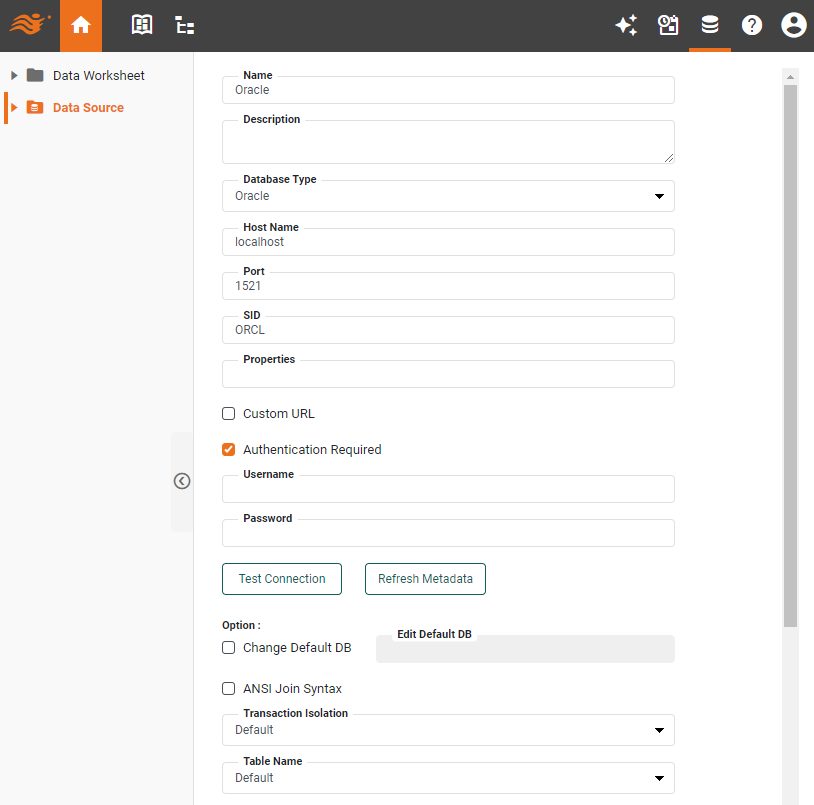 Data Worksheet
Data Source
Name
Oracle
Description
Database Type
Oracle
Host Name
localhost
Port
1521
SID
ORCL
Properties
Custom URL
Authentication Required
Username
Password
Test Connection
Refresh Metadata
Option :
Change Default DB
Edit Default DB
ANSI Join Syntax
Transaction Isolation
Default
Table Name
Default